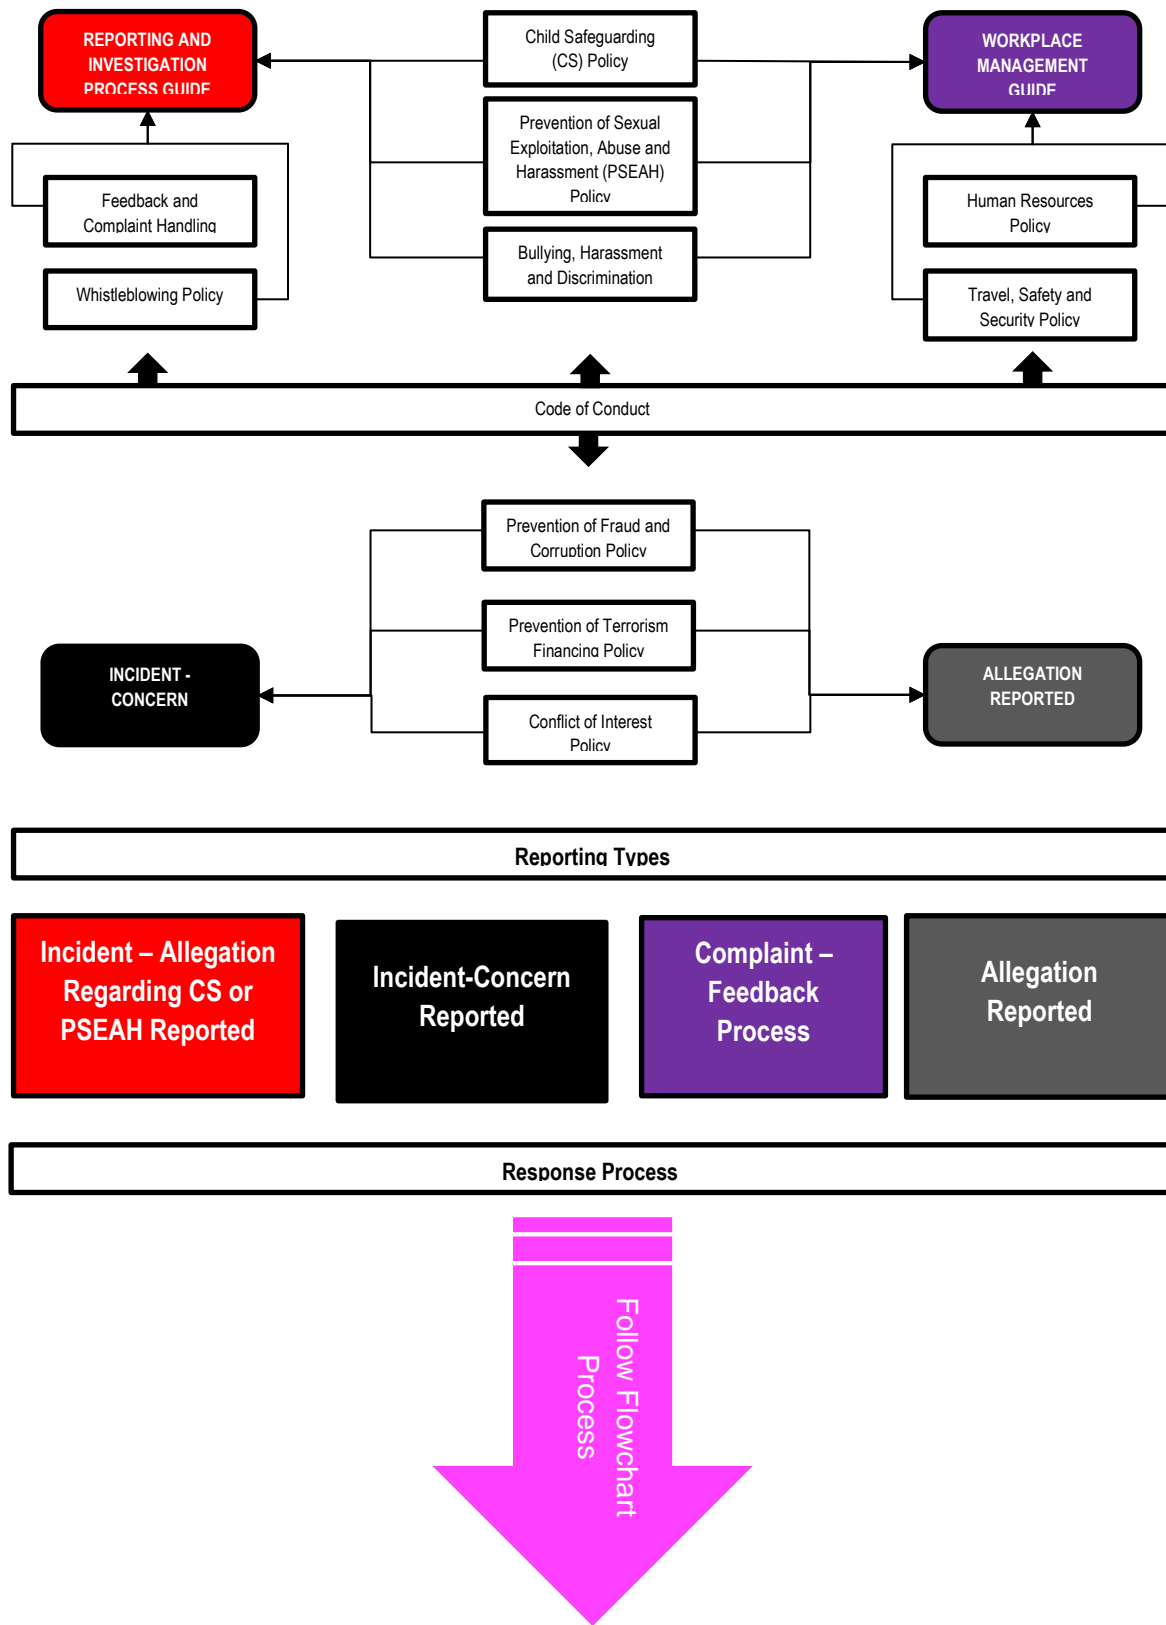 REPORTING AND
INVESTIGATION
PROCESS GUIDE
Child Safeguarding
(CS) Policy
WORKPLACE
MANAGEMENT
GUIDE
Prevention of Sexual
Exploitation, Abuse and
Harassment (PSEAH)
Policy
Feedback and
Complaint Handling
Human Resources
Policy
Bullying, Harassment
and Discrimination
Whistleblowing Policy
Travel, Safety and
Security Policy
Code of Conduct
Prevention of Fraud and
Corruption Policy
Prevention of Terrorism
Financing Policy
INCIDENT -
CONCERN
ALLEGATION
REPORTED
Conflict of Interest
Policy
Reporting Types
Incident – Allegation
Regarding CS or
PSEAH Reported
Incident-Concern
Reported
Complaint –
Feedback
Process
Allegation
Reported
Response Process
Follow Flowchart
Process